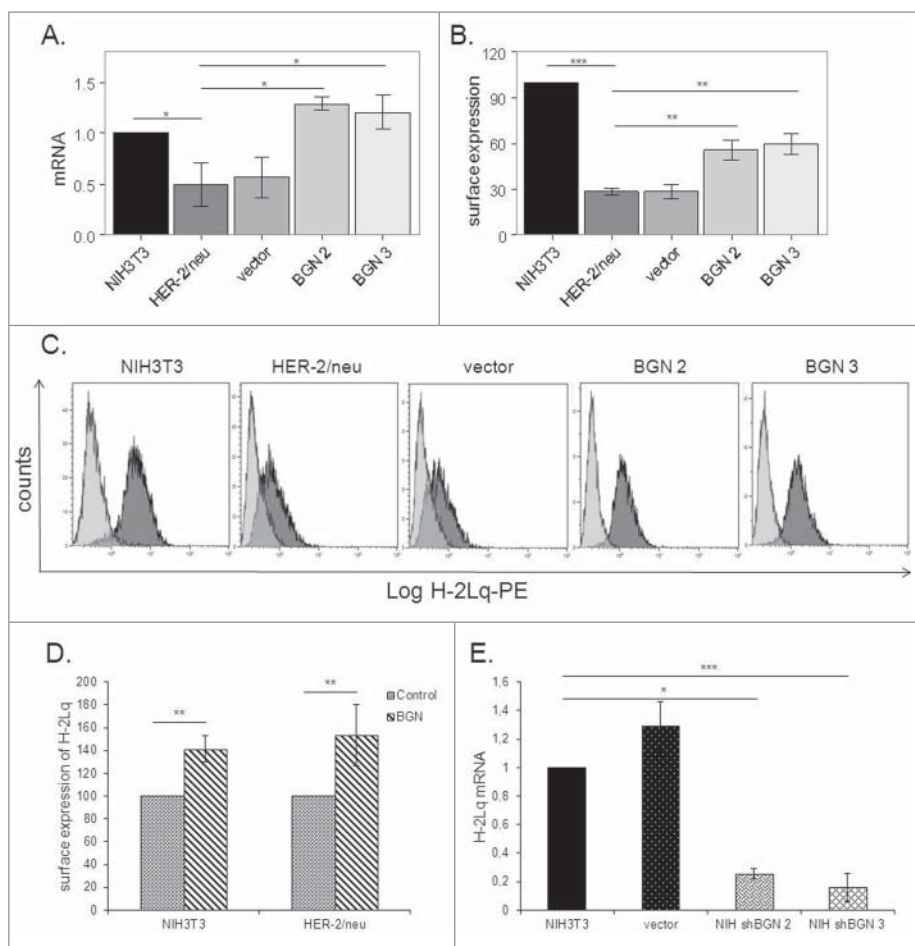 A.
* * *
mRNA
1.5
1.0
0.5
0.0
NIH3T3 HER-2/neu vector BGN 2 BGN 3
B.
*** ** **
surface expression
120
90
60
30
0
NIH3T3 HER-2/neu vector BGN 2 BGN 3
C.
NIH3T3 HER-2/neu vector BGN 2 BGN 3
counts
Log H-2Lq-PE
D.
surface expression of H-2Lq
200
180
160
140
120
100
80
60
40
20
0
** **
Control
BGN
NIH3T3 HER-2/neu
E.
***
*
H-2Lq mRNA
1,6
1,4
1,2
1
0,8
0,6
0,4
0,2
0
NIH3T3 vector NIH shBGN 2 NIH shBGN 3